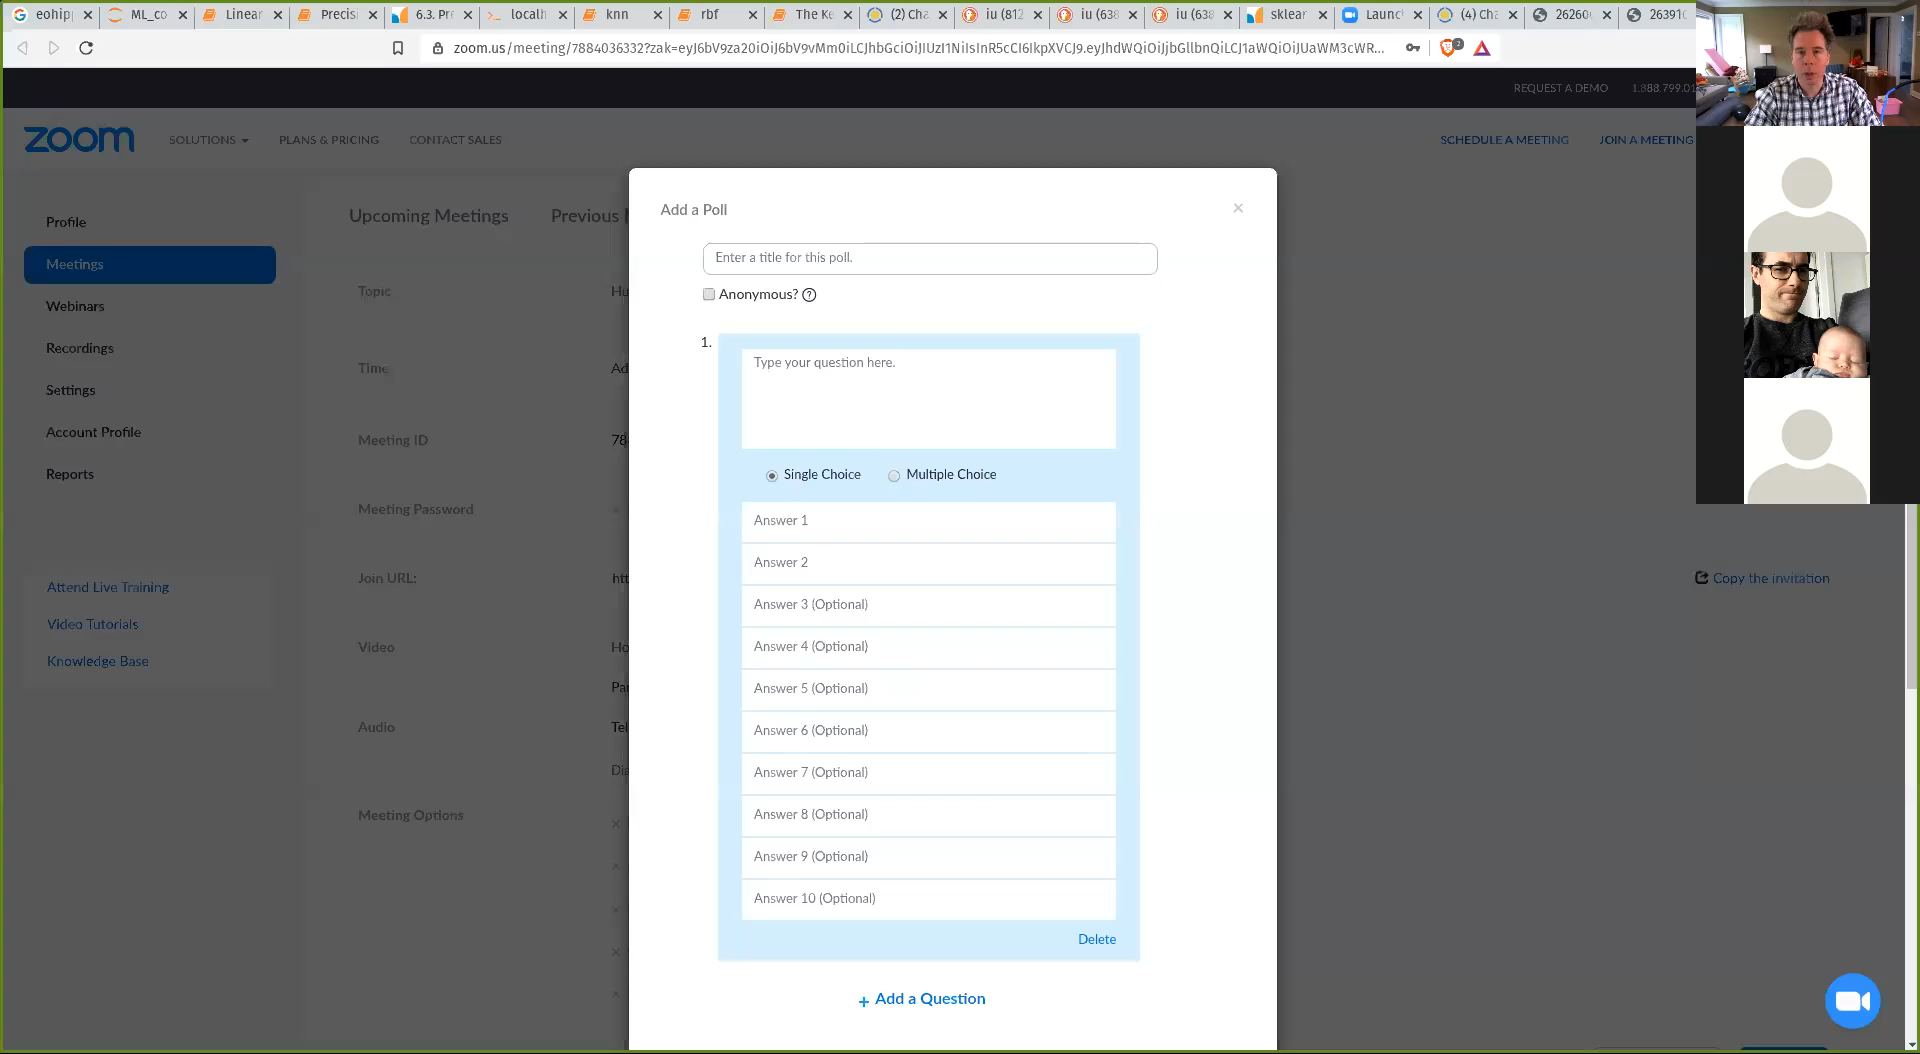 eohip
ML_co
Linear
Precisi
6.3. Pr
localh
knn
rbf
The Ke
(2) Cha
iu (812
iu (638
iu (638
sklear
Launc
(4) Cha
26260
26391
zoom.us/meeting/7884036332?zak=eyJ6bV9za20iOiJ6bV9vMm0iLCJhbGciOiJIUzI1NiIsInR5cCI6IkpXVCJ9.eyJhdWQiOiJjbGllbnQiLCJ1aWQiOiJUaWM3cWR...
2
REQUEST A DEMO
1.888.799.01
zoom
SOLUTIONS
PLANS & PRICING
CONTACT SALES
SCHEDULE A MEETING
JOIN A MEETING
Profile
Meetings
Webinars
Recordings
Settings
Account Profile
Reports
Attend Live Training
Video Tutorials
Knowledge Base
Upcoming Meetings
Previous
Topic
Hu
Time
Ad
Meeting ID
78
Meeting Password
Join URL:
htt
Copy the invitation
Video
Ho
Par
Audio
Tel
Dia
Meeting Options
Add a Poll
Enter a title for this poll.
Anonymous?
1.
Type your question here.
Single Choice
Multiple Choice
Answer 1
Answer 2
Answer 3 (Optional)
Answer 4 (Optional)
Answer 5 (Optional)
Answer 6 (Optional)
Answer 7 (Optional)
Answer 8 (Optional)
Answer 9 (Optional)
Answer 10 (Optional)
Delete
+ Add a Question